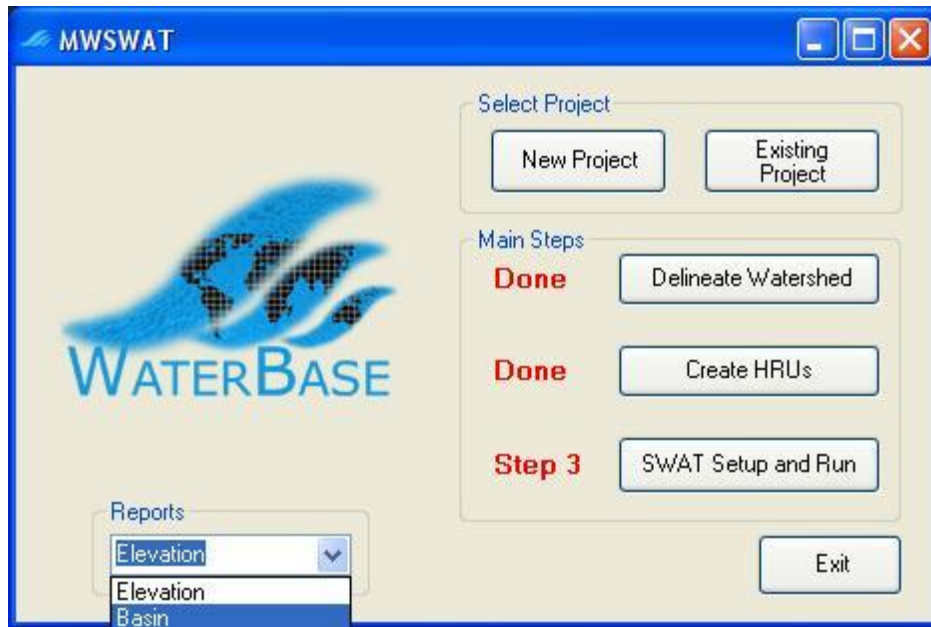 MWSWAT
Select Project
New Project
Existing
Project
Main Steps
Done
Delineate Watershed
Done
Create HRUs
Step 3
SWAT Setup and Run
WATERBASE
Reports
Elevation
Elevation
Basin
Exit